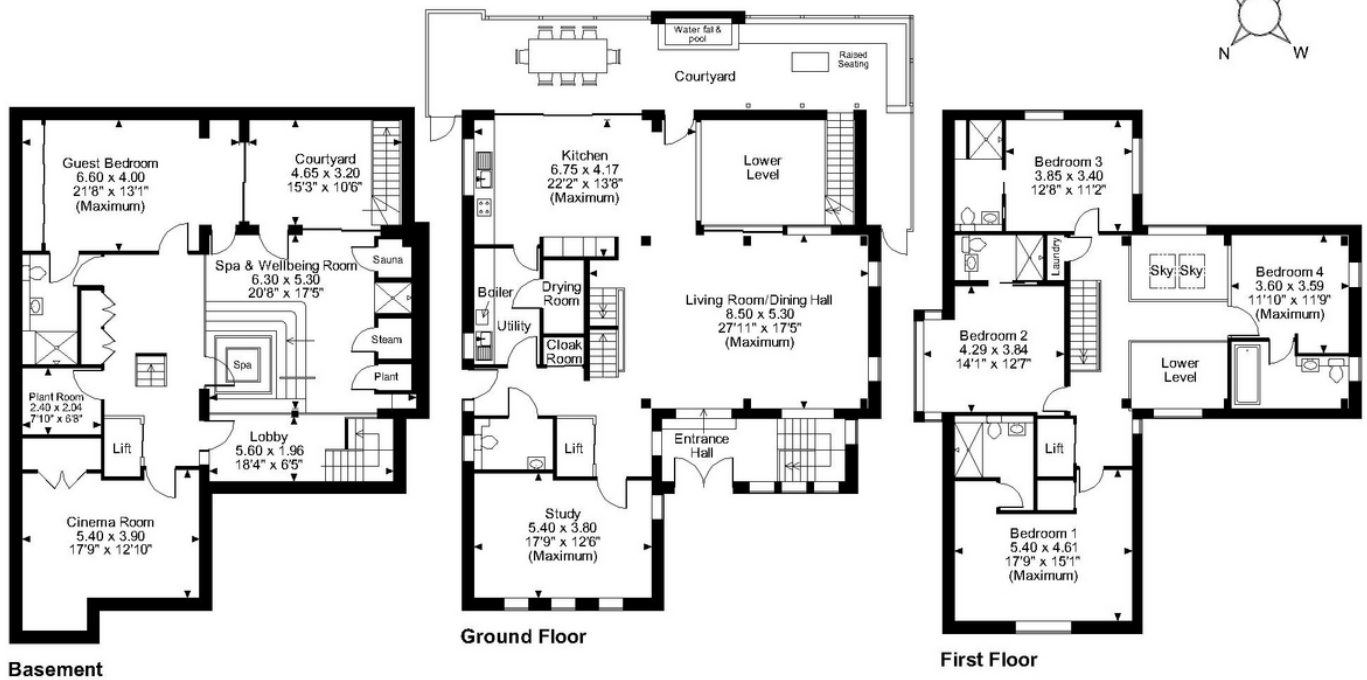 N
W
Guest Bedroom
6.60 x 4.00
21'8" x 13'1"
(Maximum)
Courtyard
4.65 x 3.20
15'3" x 10'6"
Spa & Wellbeing Room
6.30 x 5.30
20'8" x 17'5"
Sauna
Steam
Plant
Spa
Plant Room
2.40 x 2.04
7'10" x 6'8"
Lift
Lobby
5.60 x 1.96
18'4" x 6'5"
Cinema Room
5.40 x 3.90
17'9" x 12'10"
Basement
Water fall &
pool
Raised
Seating
Courtyard
Kitchen
6.75 x 4.17
22'2" x 13'8"
(Maximum)
Lower
Level
Boiler
Utility
Drying
Room
Cloak
Room
Living Room/Dining Hall
8.50 x 5.30
27'11" x 17'5"
(Maximum)
Lift
Entrance
Hall
Study
5.40 x 3.80
17'9" x 12'6"
(Maximum)
Ground Floor
Bedroom 3
3.85 x 3.40
12'8" x 11'2"
Laundry
Sky
Sky
Bedroom 4
3.60 x 3.59
11'10" x 11'9"
(Maximum)
Bedroom 2
4.29 x 3.84
14'1" x 12'7"
Lower
Level
Lift
Bedroom 1
5.40 x 4.61
17'9" x 15'1"
(Maximum)
First Floor